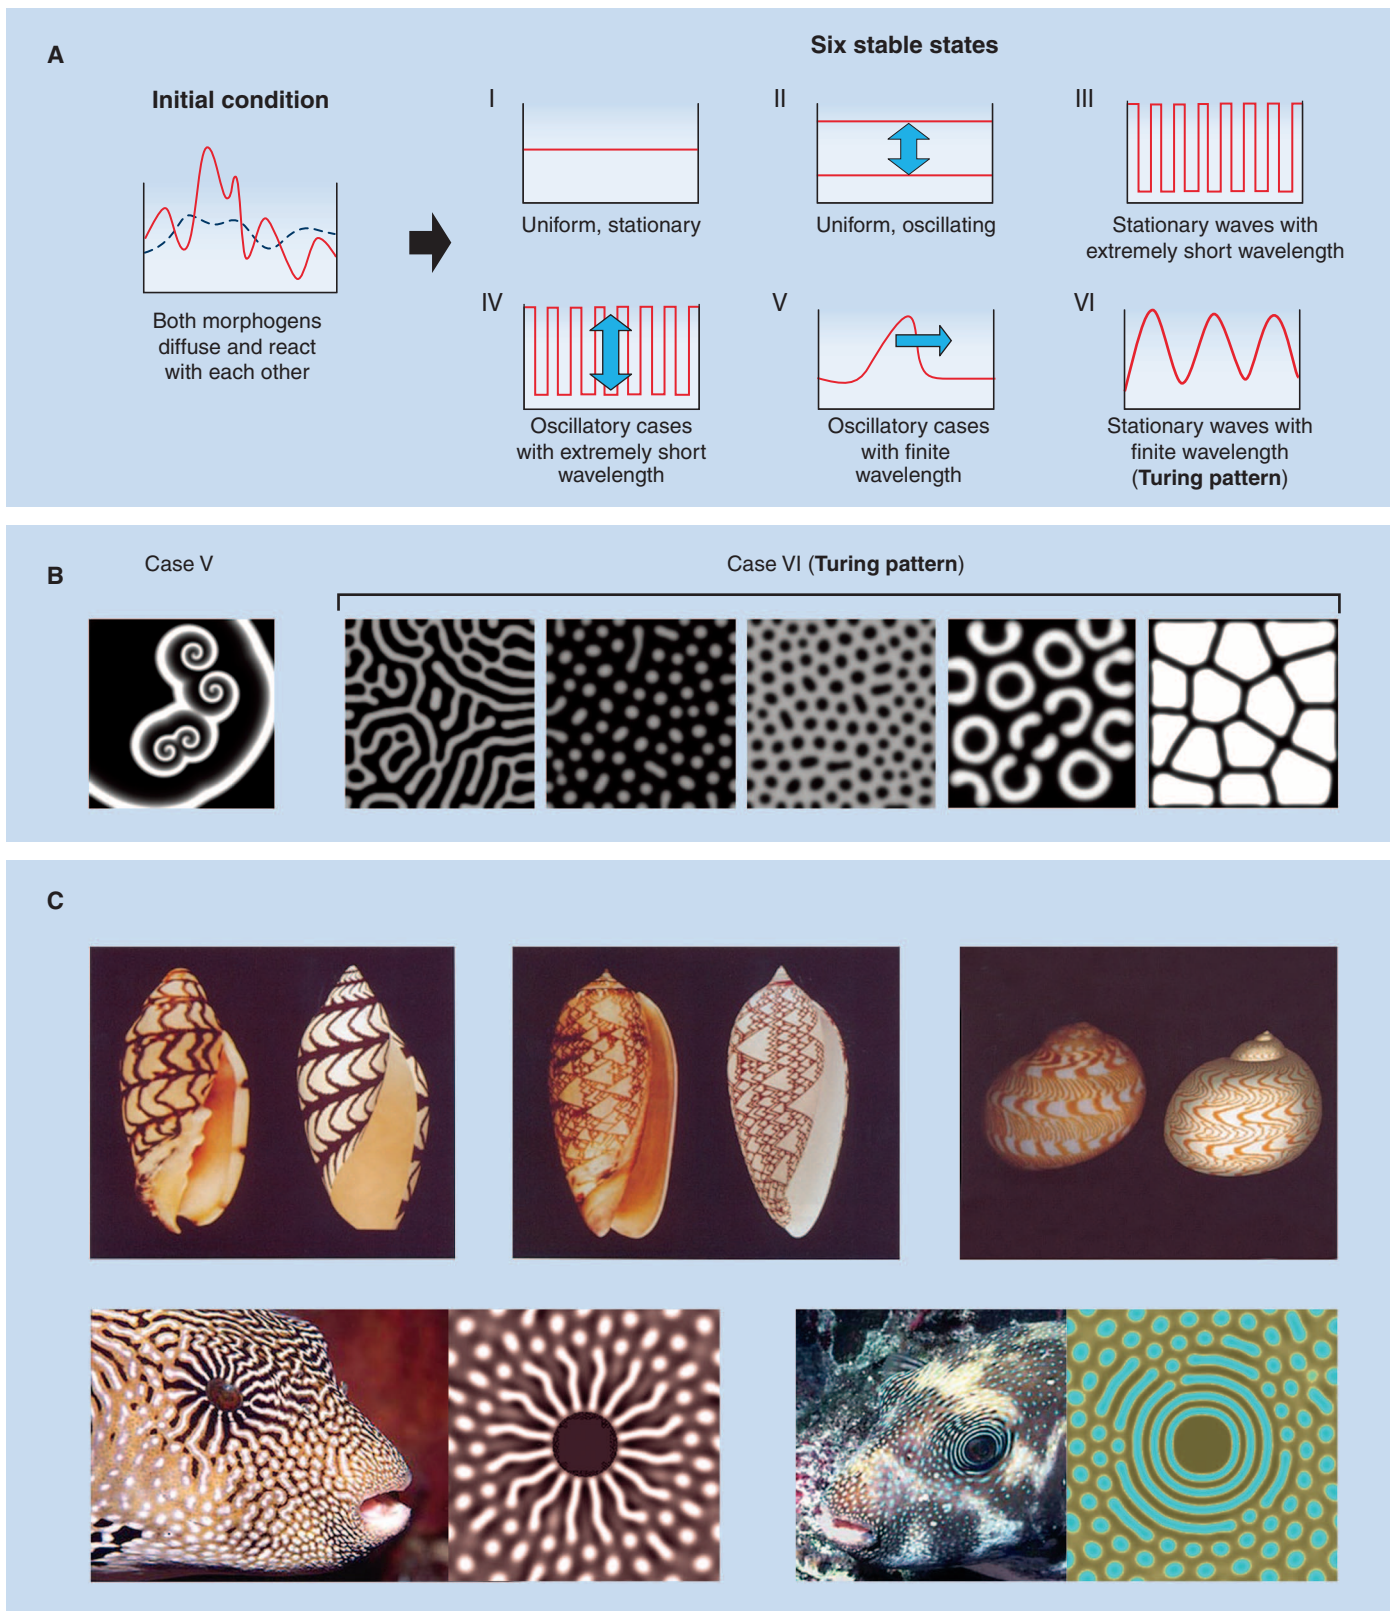 A
Six stable states
Initial condition
Both morphogens
diffuse and react
with each other
I
Uniform, stationary
II
Uniform, oscillating
III
Stationary waves with
extremely short wavelength
IV
Oscillatory cases
with extremely short
wavelength
V
Oscillatory cases
with finite
wavelength
VI
Stationary waves with
finite wavelength
(Turing pattern)
B
Case V
Case VI (Turing pattern)
C